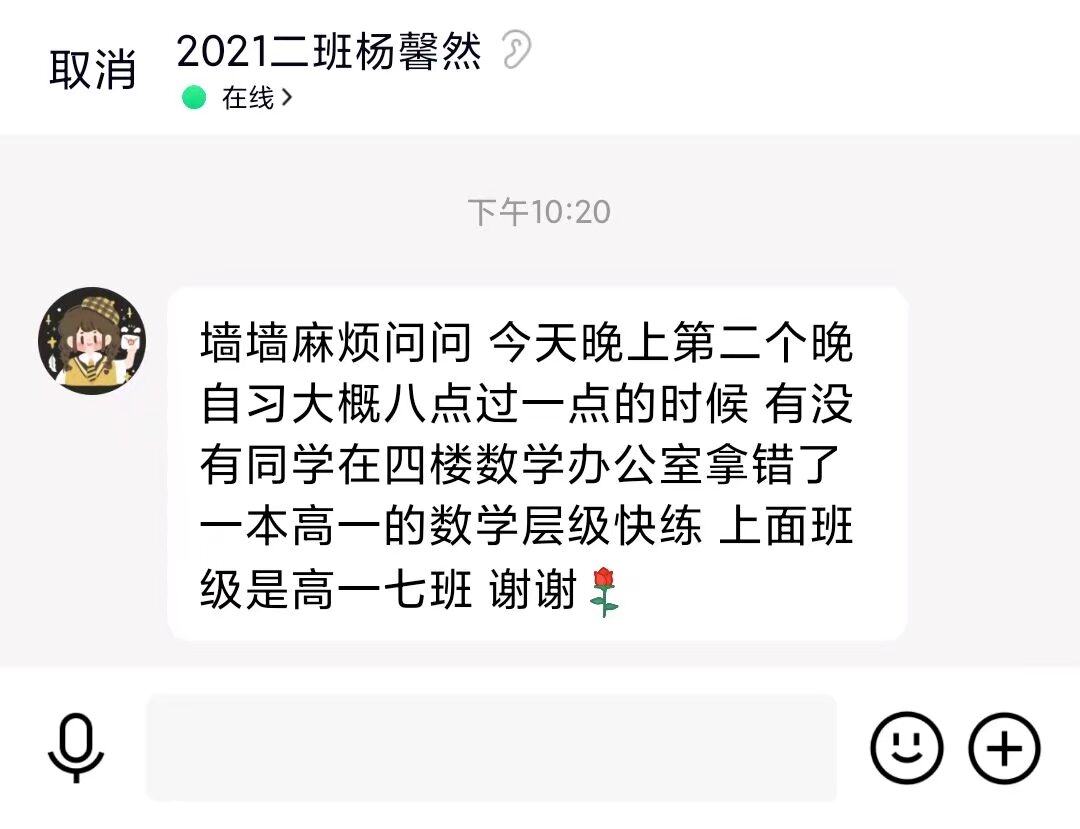 取消
2021二班杨馨然
在线
下午10:20
墙墙麻烦问问 今天晚上第二个晚
自习大概八点过一点的时候 有没
有同学在四楼数学办公室拿错了
一本高一的数学层级快练 上面班
级是高一七班 谢谢🌹